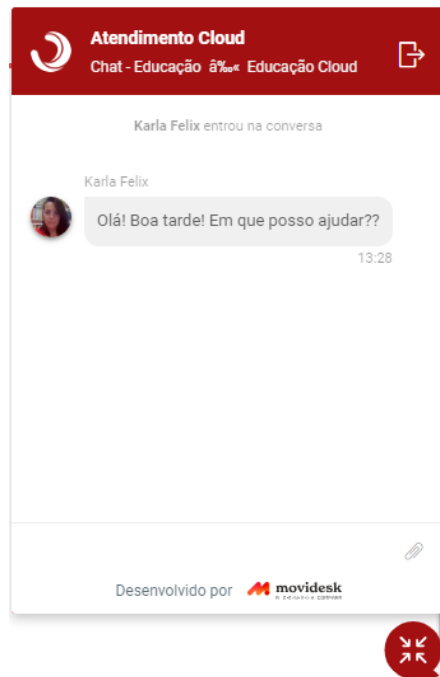 Atendimento Cloud
Chat - Educação â‰« Educação Cloud
Karla Felix entrou na conversa
Karla Felix
Olá! Boa tarde! Em que posso ajudar??
13:28
Desenvolvido por movidesk